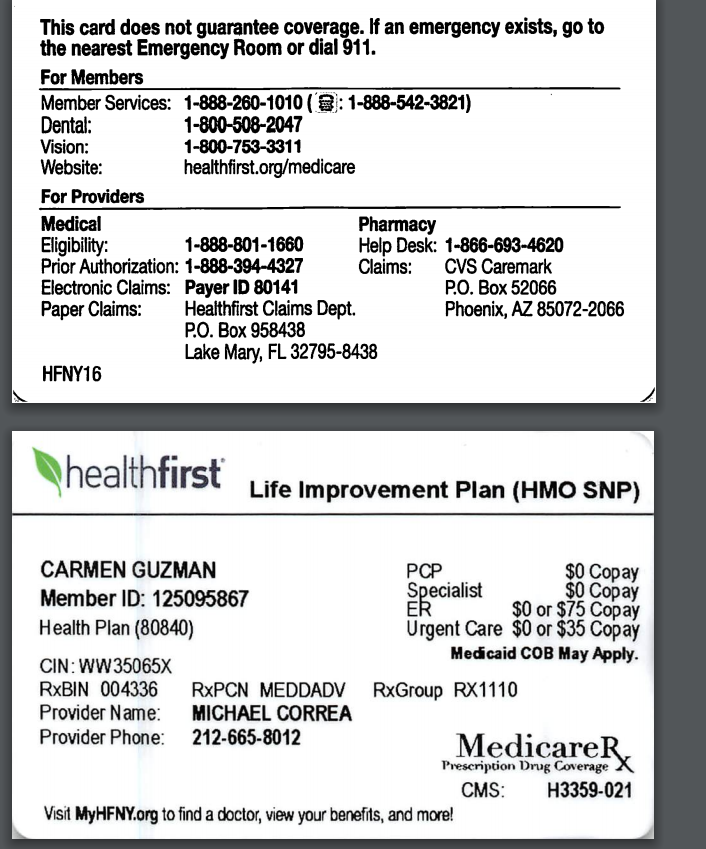 This card does not guarantee coverage. If an emergency exists, go to
the nearest Emergency Room or dial 911.
For Members
Member Services: 1-888-260-1010 ( : 1-888-542-3821)
Dental: 1-800-508-2047
Vision: 1-800-753-3311
Website: healthfirst.org/medicare
For Providers
Medical Pharmacy
Eligibility: 1-888-801-1660 Help Desk: 1-866-693-4620
Prior Authorization: 1-888-394-4327 Claims: CVS Caremark
Electronic Claims: Payer ID 80141 P.O. Box 52066
Paper Claims: Healthfirst Claims Dept. Phoenix, AZ 85072-2066
P.O. Box 958438
Lake Mary, FL 32795-8438
HFNY16
healthfirst
Life Improvement Plan (HMO SNP)
CARMEN GUZMAN PCP $0 Copay
Member ID: 125095867 Specialist $0 Copay
ER $0 or $75 Copay
Health Plan (80840) Urgent Care $0 or $35 Copay
Medicaid COB May Apply.
CIN: WW35065X
RxBIN 004336 RxPCN MEDDADV RxGroup RX1110
Provider Name: MICHAEL CORREA
Provider Phone: 212-665-8012
MedicareRx
Prescription Drug Coverage
CMS: H3359-021
Visit MyHFNY.org to find a doctor, view your benefits, and more!